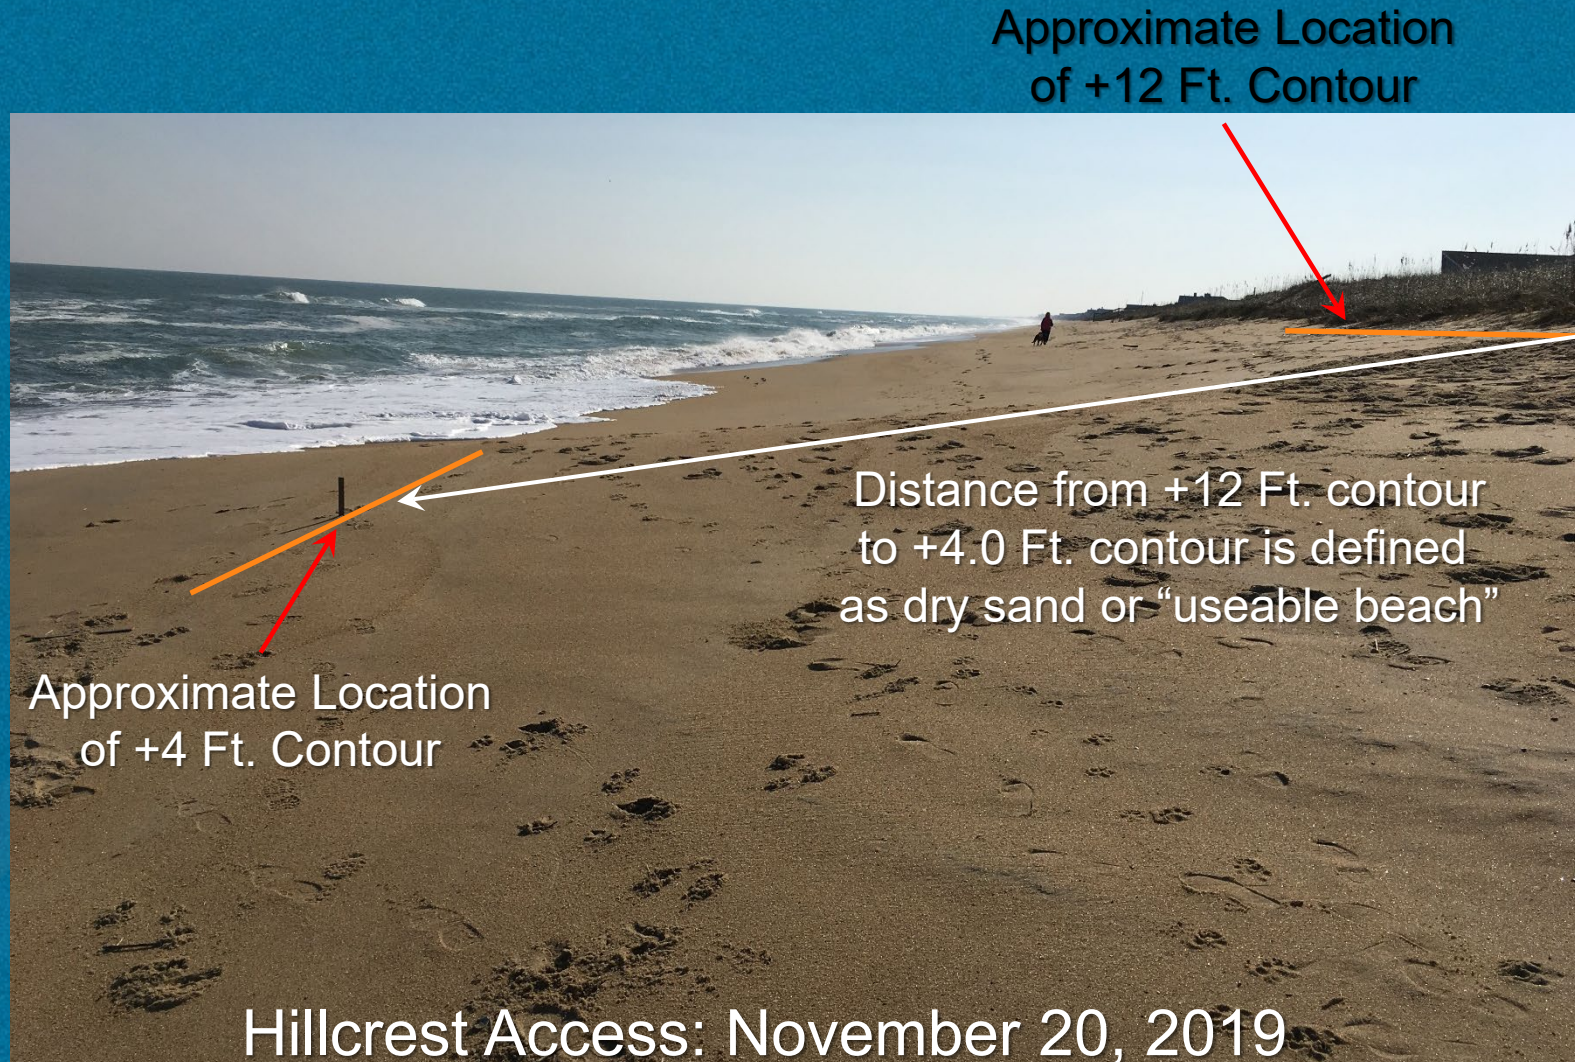 Approximate Location
of +12 Ft. Contour
Distance from +12 Ft. contour
to +4.0 Ft. contour is defined
as dry sand or “useable beach”
Approximate Location
of +4 Ft. Contour
Hillcrest Access: November 20, 2019